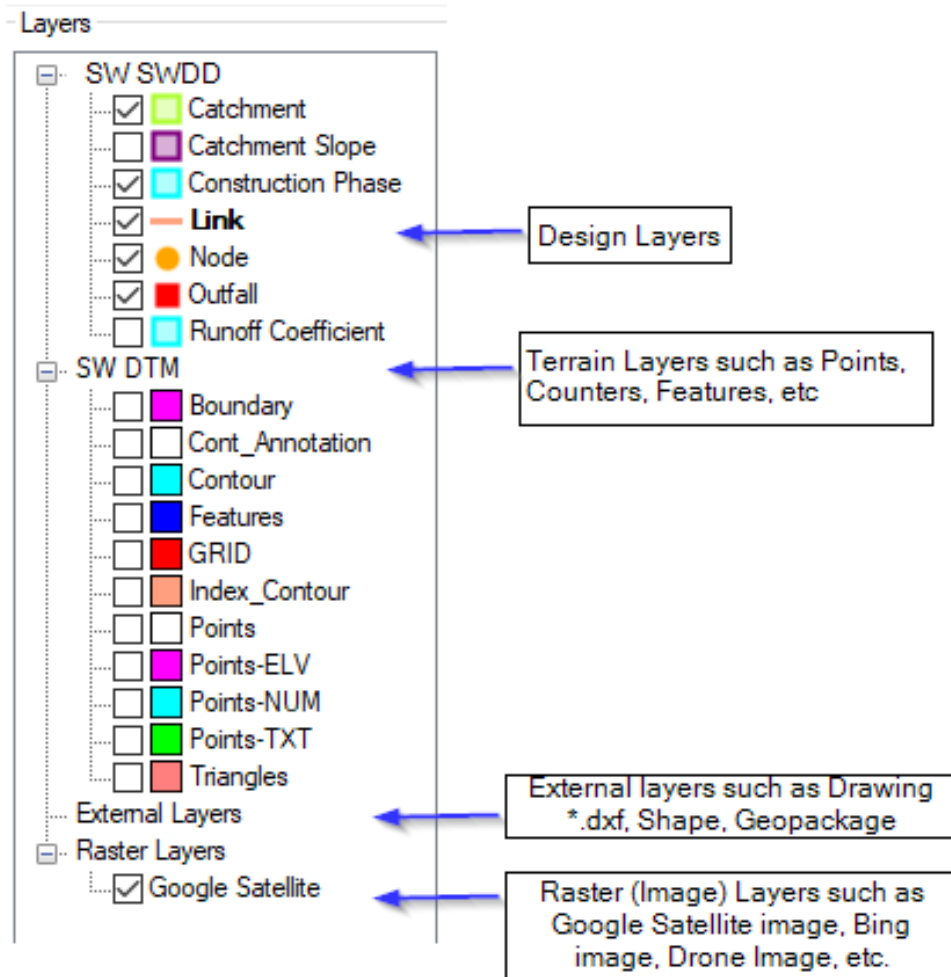 Layers
SW SWDD
Catchment
Catchment Slope
Construction Phase
Link
Node
Outfall
Runoff Coefficient
SW DTM
Boundary
Cont_Annotation
Contour
Features
GRID
Index_Contour
Points
Points-ELV
Points-NUM
Points-TXT
Triangles
External Layers
Raster Layers
Google Satellite
Design Layers
Terrain Layers such as Points,
Counters, Features, etc
External layers such as Drawing
*.dxf, Shape, Geopackage
Raster (Image) Layers such as
Google Satellite image, Bing
image, Drone Image, etc.